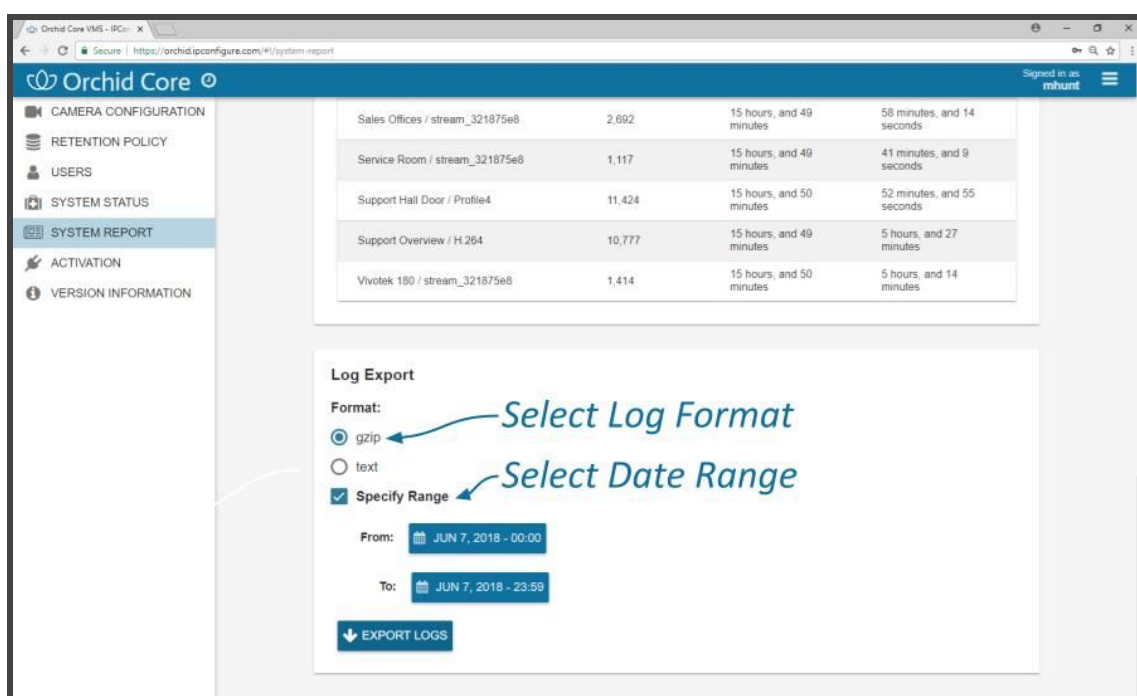 Orchid Core VMS - IPCon
Secure | https://orchid.ipconfigure.com/#!/system-report
Orchid Core
Signed in as
mhunt
CAMERA CONFIGURATION
RETENTION POLICY
USERS
SYSTEM STATUS
SYSTEM REPORT
ACTIVATION
VERSION INFORMATION
Sales Offices / stream_321875e8 2,692 15 hours, and 49 58 minutes, and 14
minutes seconds
Service Room / stream_321875e8 1,117 15 hours, and 49 41 minutes, and 9
minutes seconds
Support Hall Door / Profile4 11,424 15 hours, and 50 52 minutes, and 55
minutes seconds
Support Overview / H.264 10,777 15 hours, and 49 5 hours, and 27
minutes minutes
Vivotek 180 / stream_321875e8 1,414 15 hours, and 50 5 hours, and 14
minutes minutes
Log Export
Format:
gzip
text
Specify Range
Select Log Format
Select Date Range
From: JUN 7, 2018 - 00:00
To: JUN 7, 2018 - 23:59
EXPORT LOGS